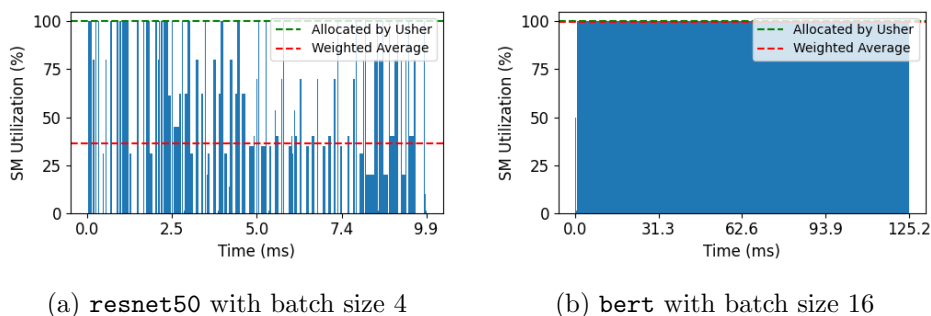 SM Utilization (%)
100
75
50
25
0
Allocated by Usher
Weighted Average
0.0 2.5 5.0 7.4 9.9
Time (ms)
(a) resnet50 with batch size 4
SM Utilization (%)
100
75
50
25
0
Allocated by Usher
Weighted Average
0.0 31.3 62.6 93.9 125.2
Time (ms)
(b) bert with batch size 16